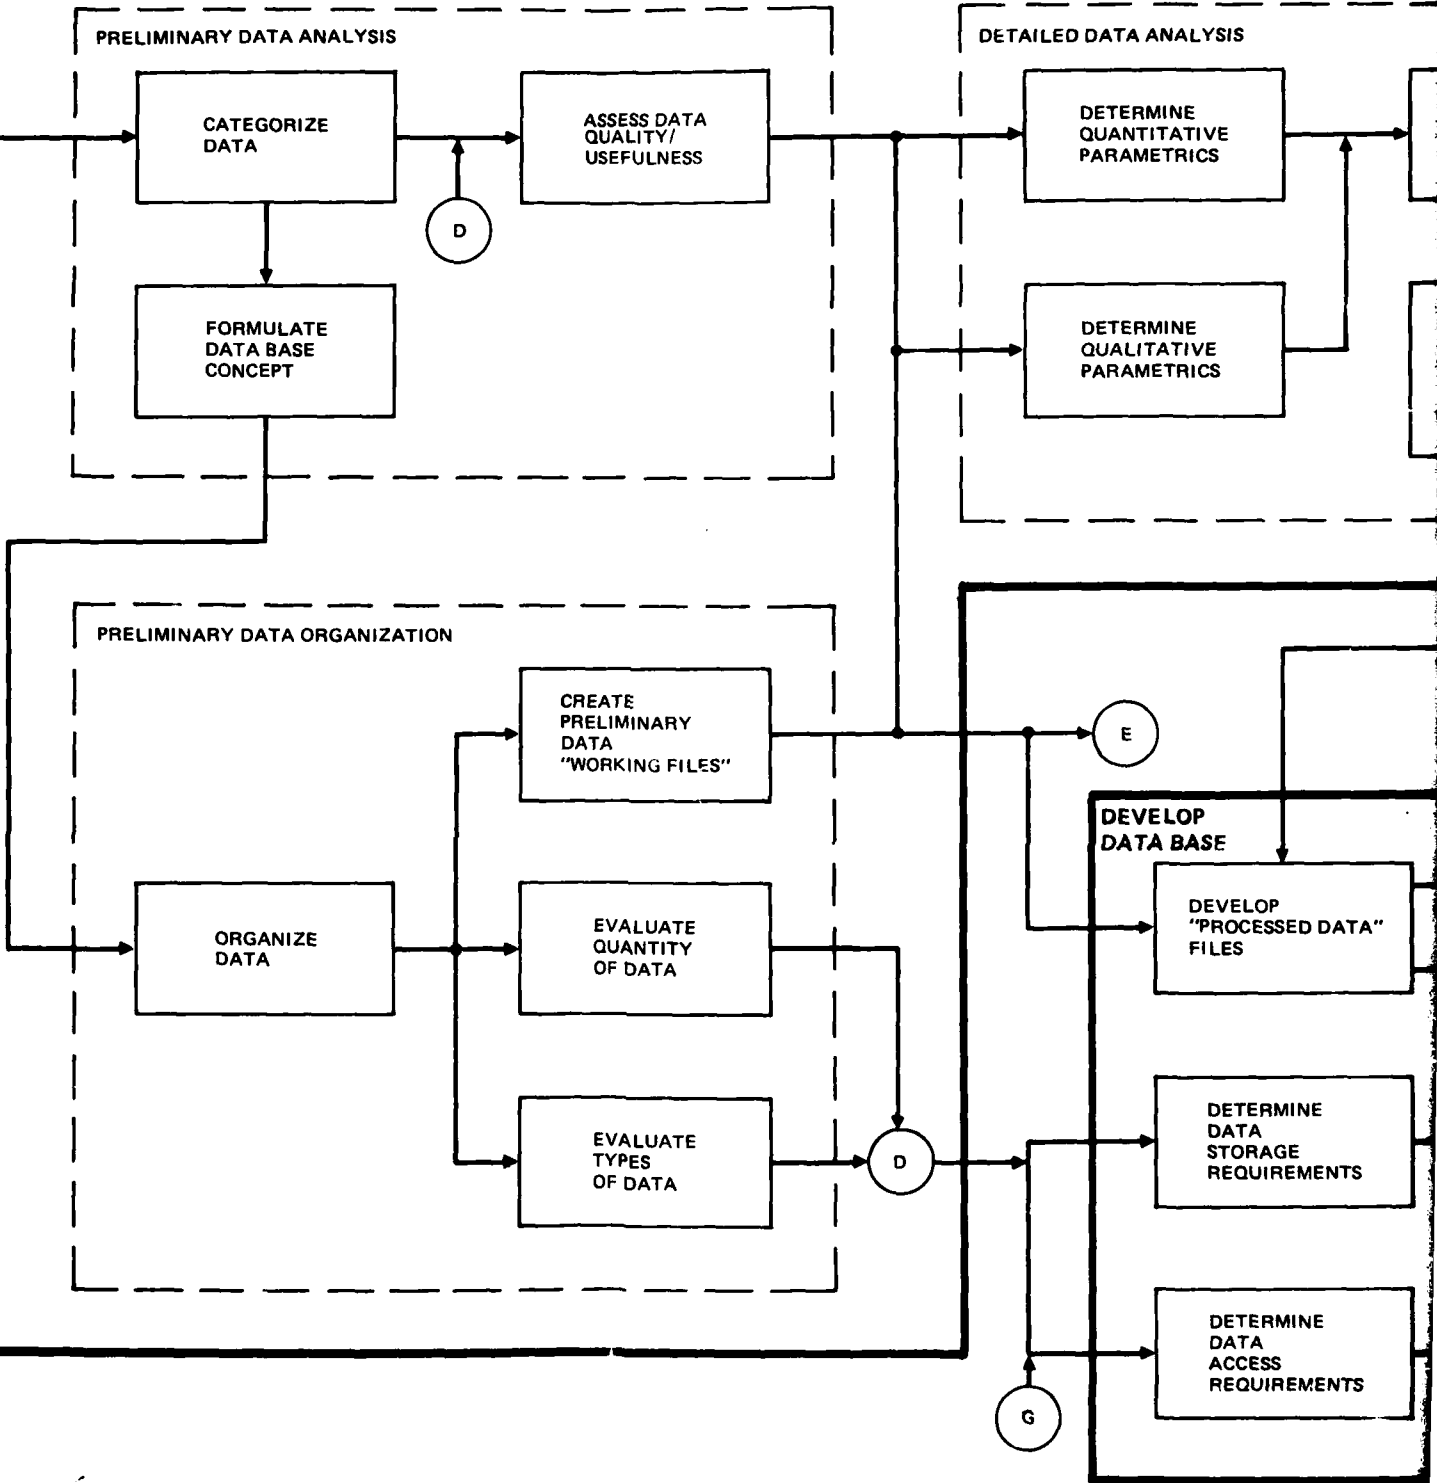 PRELIMINARY DATA ANALYSIS
CATEGORIZE
DATA
ASSESS DATA
QUALITY/
USEFULNESS
D
FORMULATE
DATA BASE
CONCEPT
DETAILED DATA ANALYSIS
DETERMINE
QUANTITATIVE
PARAMETRICS
DETERMINE
QUALITATIVE
PARAMETRICS
PRELIMINARY DATA ORGANIZATION
CREATE
PRELIMINARY
DATA
"WORKING FILES"
ORGANIZE
DATA
EVALUATE
QUANTITY
OF DATA
EVALUATE
TYPES
OF DATA
D
E
DEVELOP
DATA BASE
DEVELOP
"PROCESSED DATA"
FILES
DETERMINE
DATA
STORAGE
REQUIREMENTS
DETERMINE
DATA
ACCESS
REQUIREMENTS
G